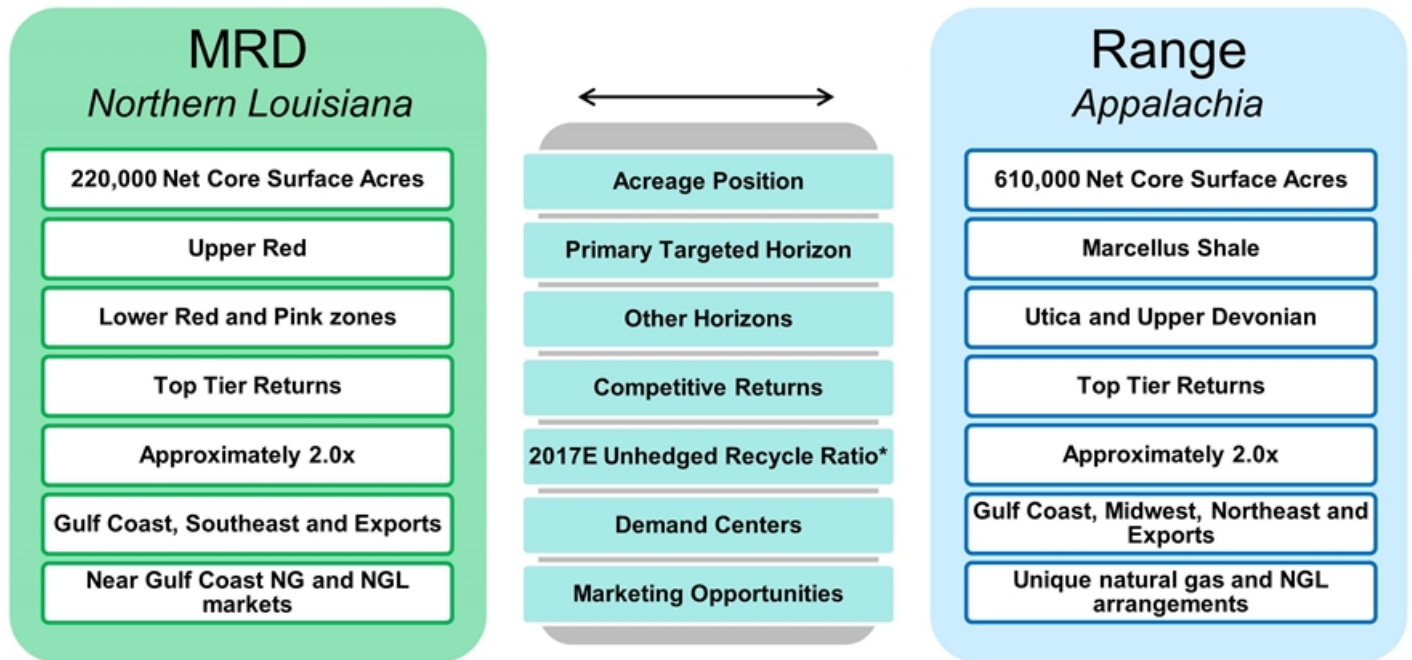 MRD
Northern Louisiana
220,000 Net Core Surface Acres
Upper Red
Lower Red and Pink zones
Top Tier Returns
Approximately 2.0x
Gulf Coast, Southeast and Exports
Near Gulf Coast NG and NGL
markets
Acreage Position
Primary Targeted Horizon
Other Horizons
Competitive Returns
2017E Unhedged Recycle Ratio*
Demand Centers
Marketing Opportunities
Range
Appalachia
610,000 Net Core Surface Acres
Marcellus Shale
Utica and Upper Devonian
Top Tier Returns
Approximately 2.0x
Gulf Coast, Midwest, Northeast and
Exports
Unique natural gas and NGL
arrangements